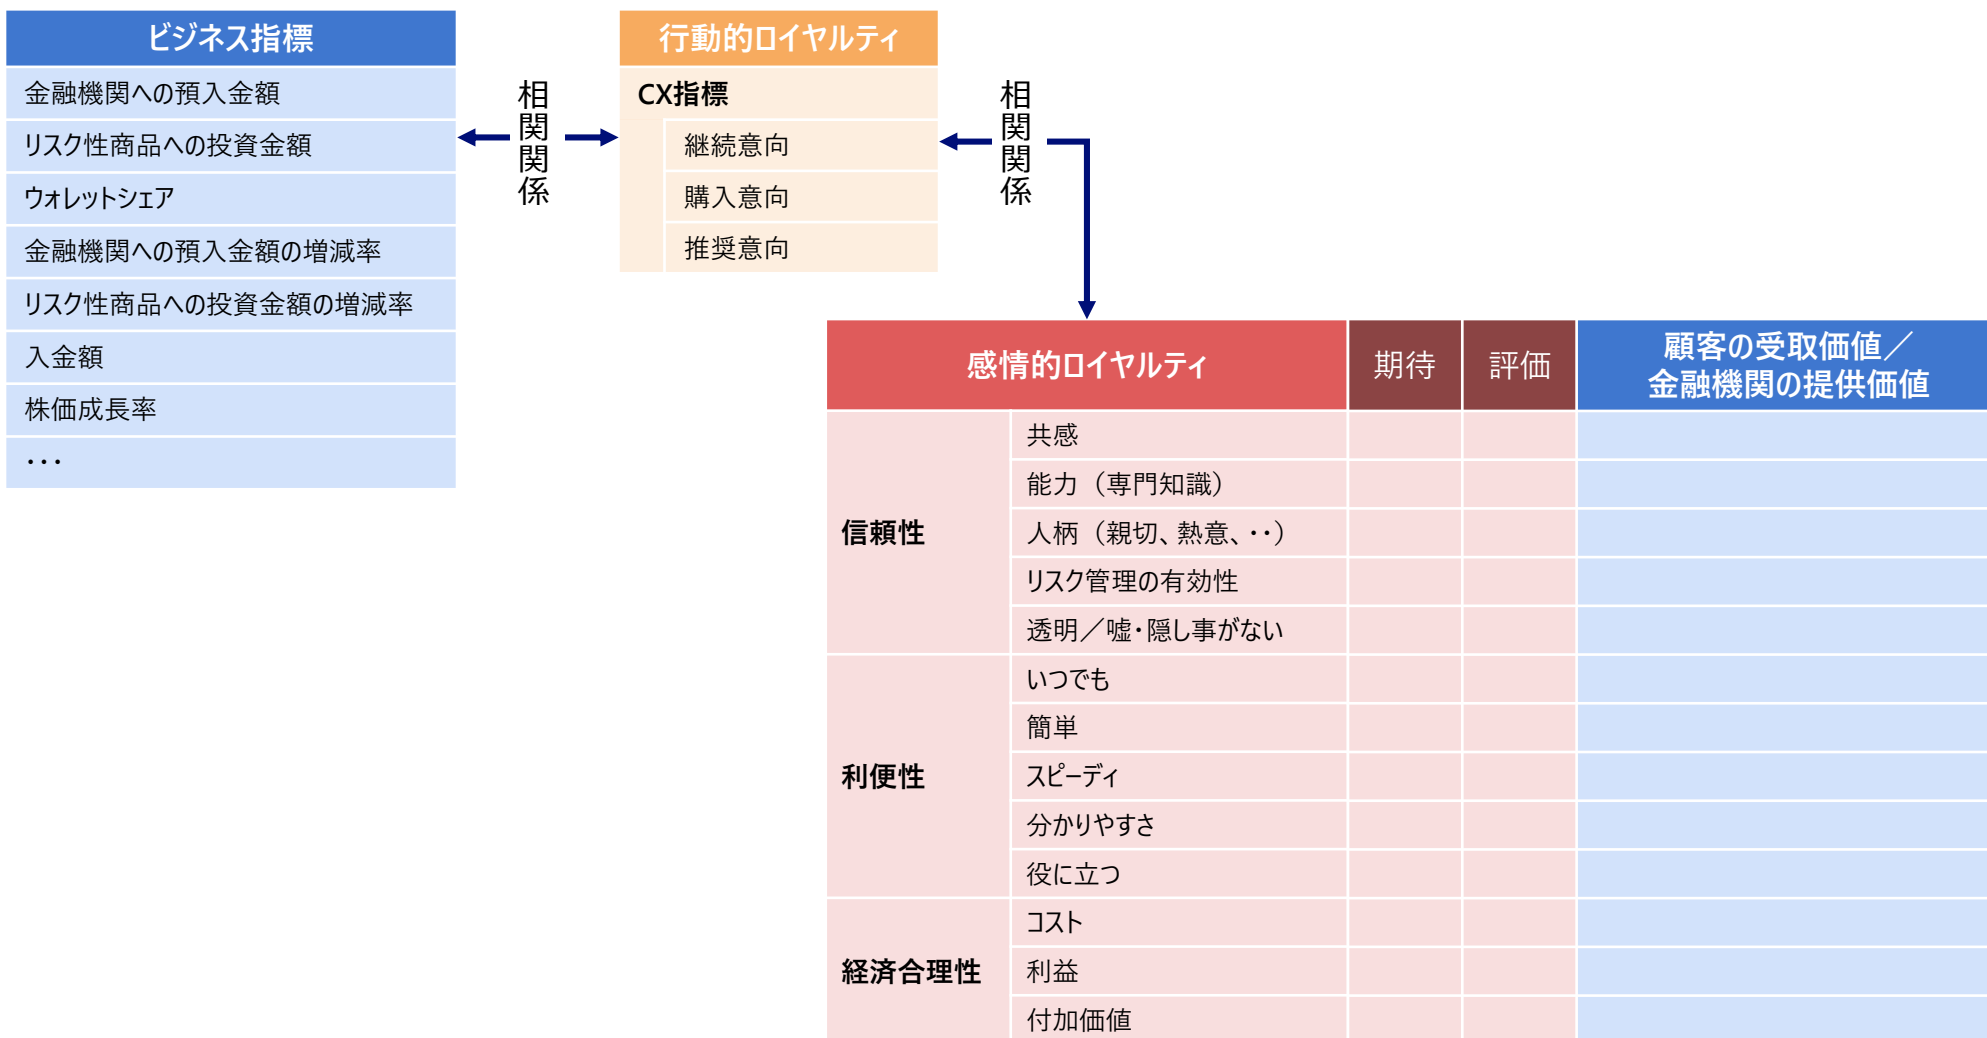 ビジネス指標
金融機関への預入金額
リスク性商品への投資金額
ウォレットシェア
金融機関への預入金額の増減率
リスク性商品への投資金額の増減率
入金額
株価成長率
・・・
相関関係
行動的ロイヤルティ
CX指標
継続意向
購入意向
推奨意向
相関関係
感情的ロイヤルティ
期待
評価
顧客の受取価値／
金融機関の提供価値
信頼性
共感
能力（専門知識）
人柄（親切、熱意、・・）
リスク管理の有効性
透明／嘘・隠し事がない
利便性
いつでも
簡単
スピーディ
分かりやすさ
役に立つ
経済合理性
コスト
利益
付加価値